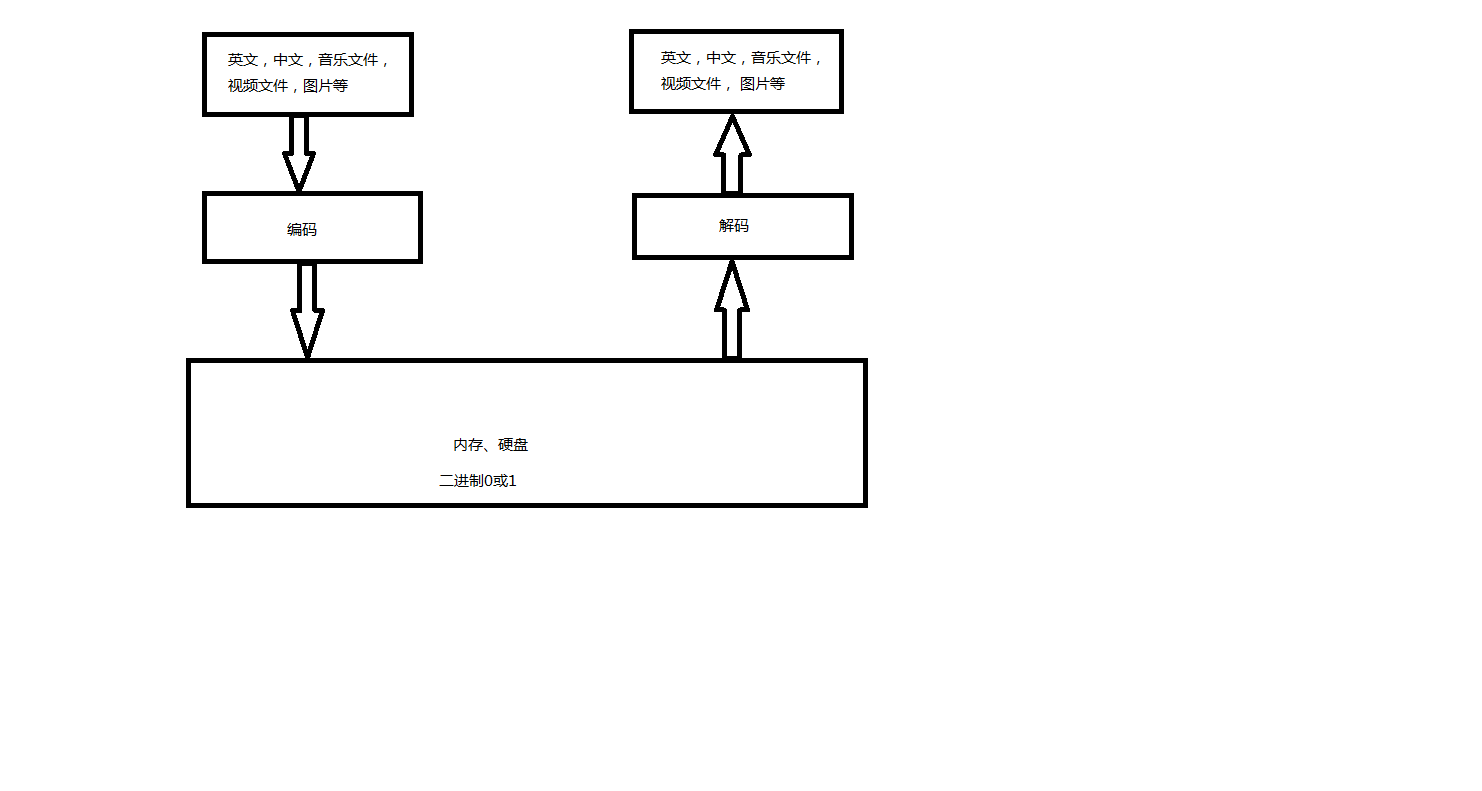 英文，中文，音乐文件，
视频文件，图片等
英文，中文，音乐文件，
视频文件， 图片等
编码
解码
内存、硬盘
二进制0或1